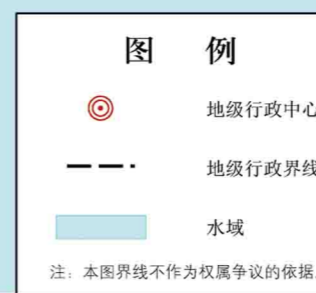 图 例
地级行政中心
地级行政界线
水域
注：本图界线不作为权属争议的依据